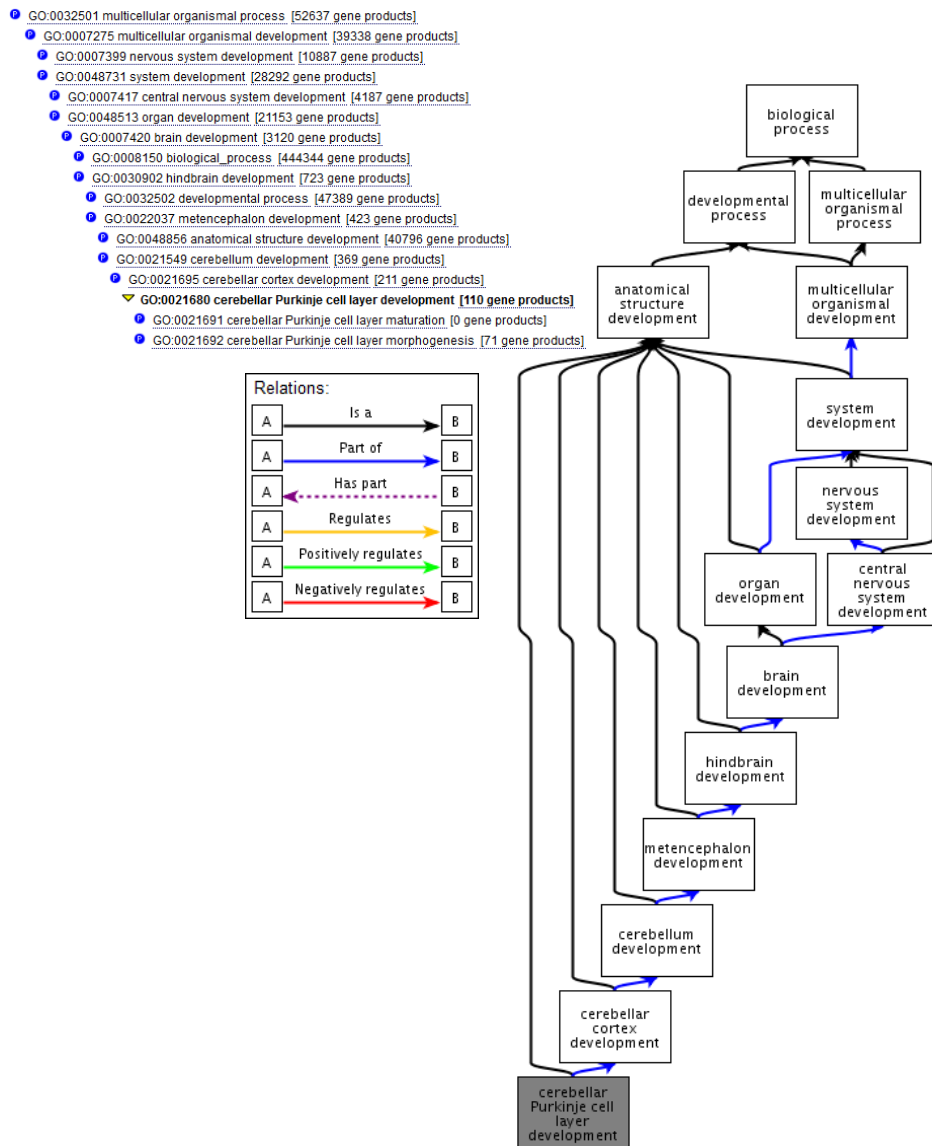 P GO:0032501 multicellular organismal process [52637 gene products]
P GO:0007275 multicellular organismal development [39338 gene products]
P GO:0007399 nervous system development [10887 gene products]
P GO:0048731 system development [28292 gene products]
P GO:0007417 central nervous system development [4187 gene products]
P GO:0048513 organ development [21153 gene products]
P GO:0007420 brain development [3120 gene products]
P GO:0008150 biological_process [444344 gene products]
P GO:0030902 hindbrain development [723 gene products]
P GO:0032502 developmental process [47389 gene products]
P GO:0022037 metencephalon development [423 gene products]
P GO:0048856 anatomical structure development [40796 gene products]
P GO:0021549 cerebellum development [369 gene products]
P GO:0021695 cerebellar cortex development [211 gene products]
GO:0021680 cerebellar Purkinje cell layer development [110 gene products]
P GO:0021691 cerebellar Purkinje cell layer maturation [0 gene products]
P GO:0021692 cerebellar Purkinje cell layer morphogenesis [71 gene products]
Relations:
A Is a B
A Part of B
A Has part B
A Regulates B
A Positively regulates B
A Negatively regulates B
biological
process
developmental
process
multicellular
organismal
process
anatomical
structure
development
multicellular
organismal
development
system
development
nervous
system
development
organ
development
central
nervous
system
development
brain
development
hindbrain
development
metencephalon
development
cerebellum
development
cerebellar
cortex
development
cerebellar
Purkinje cell
layer
development